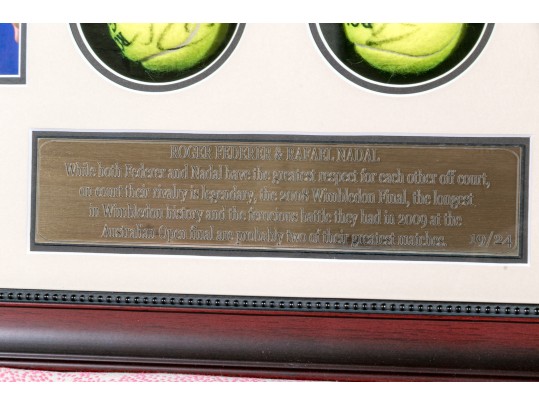 ROGER FEDERER & RAFAEL NADAL
While both Federer and Nadal have the greatest respect for each other off court,
on court their rivalry is legendary, the 2008 Wimbledon Final, the longest
in Wimbledon history and the ferocious battle they had in 2009 at the
Australian Open final are probably two of their greatest matches. 19/24